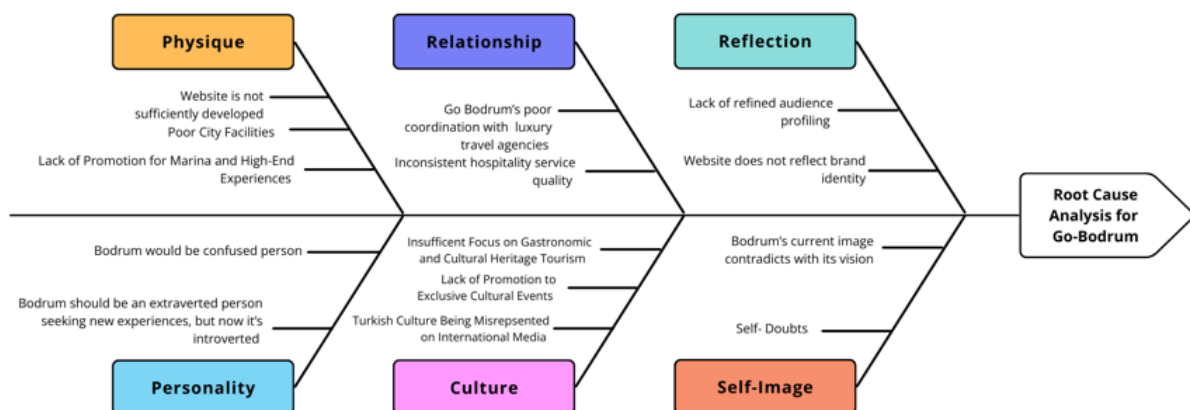 Physique
Relationship
Reflection
Website is not
sufficiently developed
Poor City Facilities
Lack of Promotion for Marina and High-End
Experiences
Go Bodrum's poor
coordination with luxury
travel agencies
Inconsistent hospitality service
quality
Lack of refined audience
profiling
Website does not reflect brand
identity
Root Cause
Analysis for
Go-Bodrum
Bodrum would be confused person
Bodrum should be an extraverted person
seeking new experiences, but now it's
introverted
Insufficent Focus on Gastronomic
and Cultural Heritage Tourism
Lack of Promotion to
Exclusive Cultural Events
Turkish Culture Being Misrepsented
on International Media
Bodrum's current image
contradicts with its vision
Self- Doubts
Personality
Culture
Self-Image